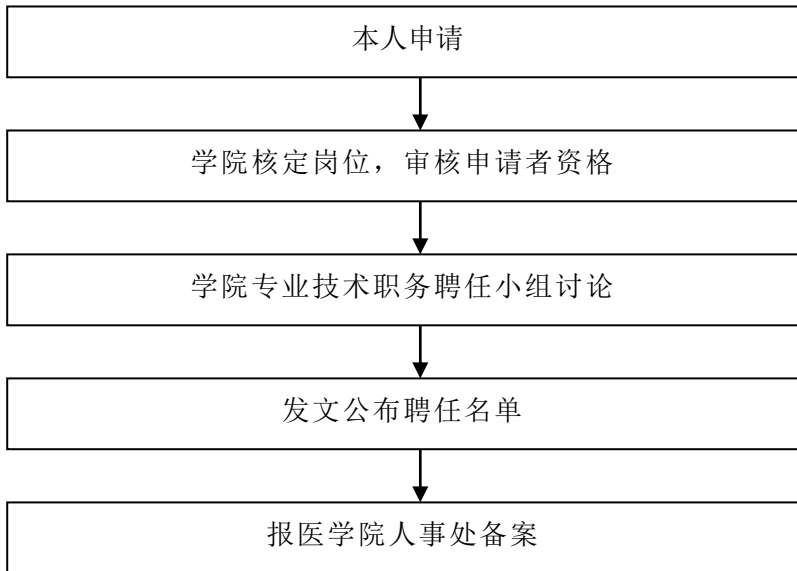 本人申请
学院核定岗位，审核申请者资格
学院专业技术职务聘任小组讨论
发文公布聘任名单
报医学院人事处备案